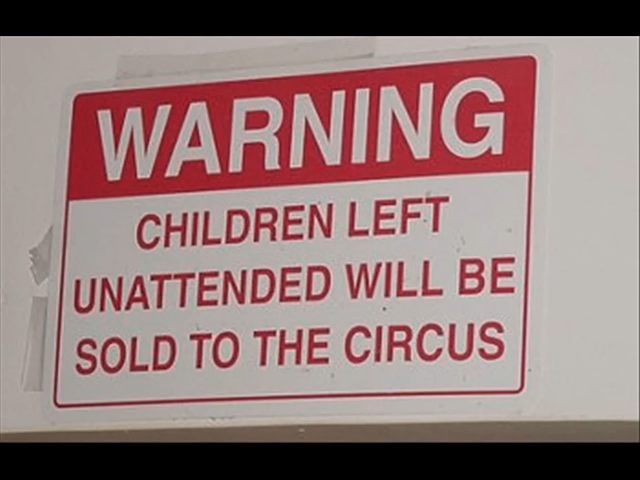 WARNING
CHILDREN LEFT
UNATTENDED WILL BE
SOLD TO THE CIRCUS